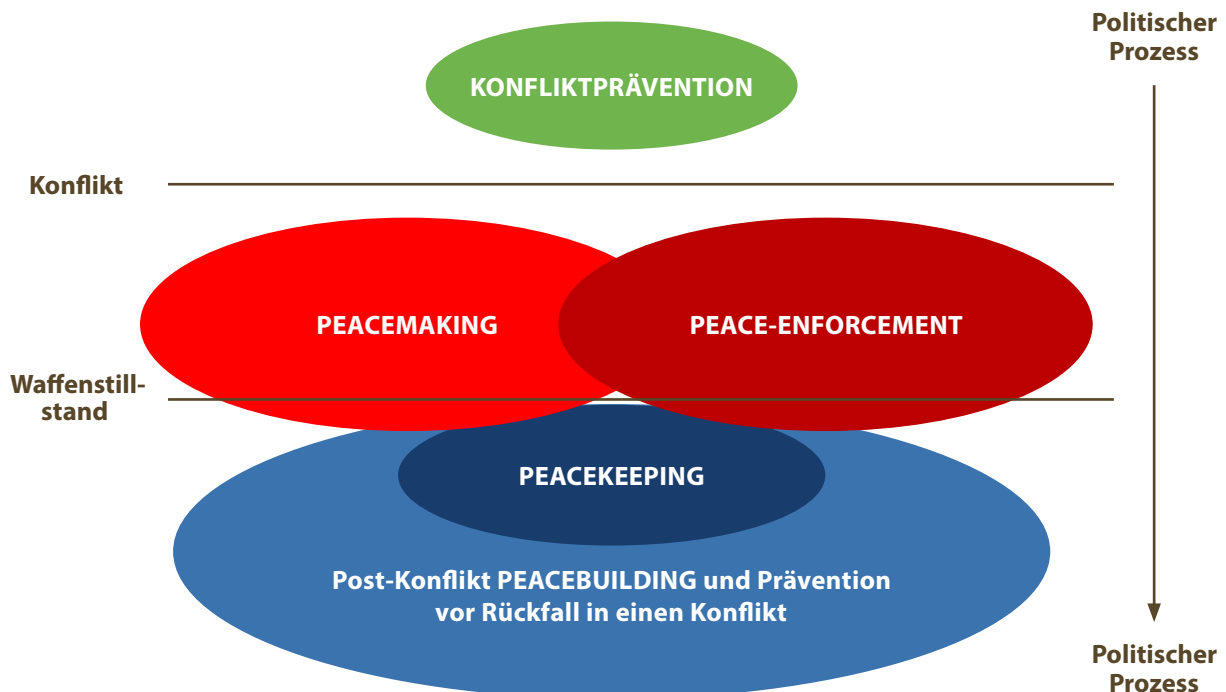 Politischer
Prozess
KONFLIKTPRÄVENTION
Konflikt
PEACEMAKING
PEACE-ENFORCEMENT
Waffenstill-
stand
PEACEKEEPING
Post-Konflikt PEACEBUILDING und Prävention
vor Rückfall in einen Konflikt
Politischer
Prozess